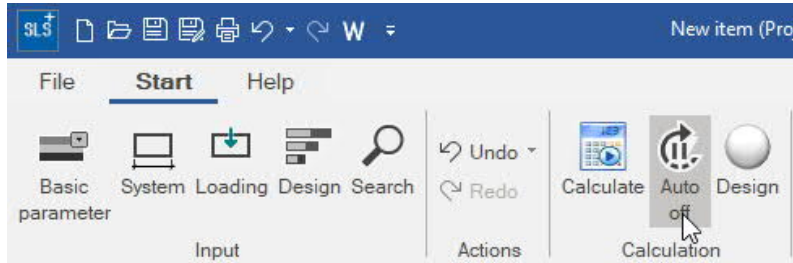 SLS+ W New item (Pro
File Start Help
Basic parameter System Loading Design Search Undo Redo Calculate Auto off Design
Input Actions Calculation